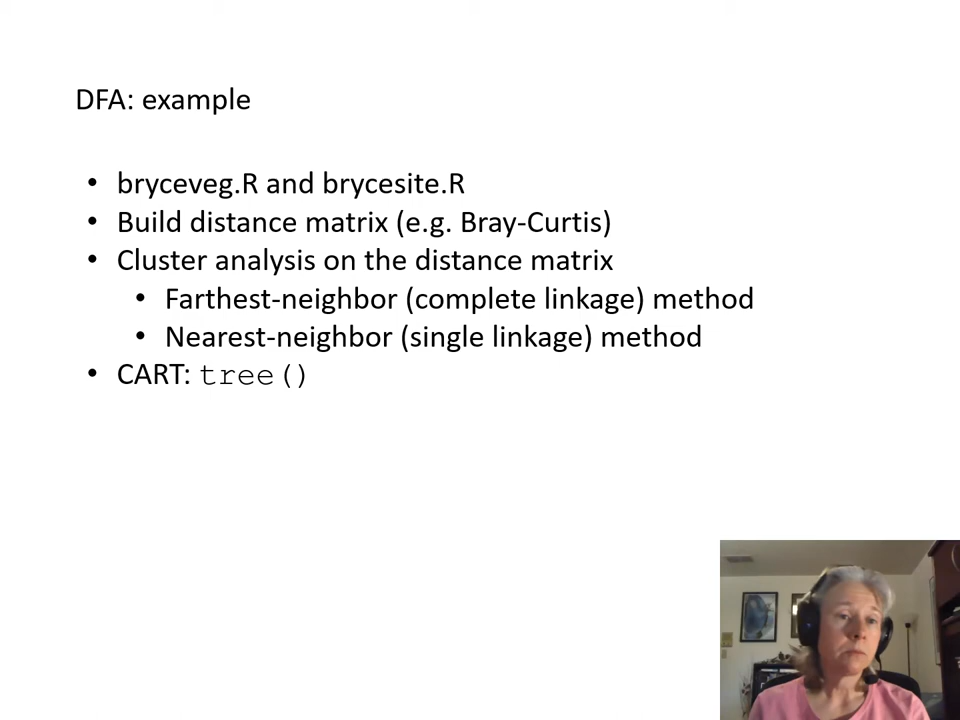 DFA: example
• bryceveg.R and brycesite.R
• Build distance matrix (e.g. Bray-Curtis)
• Cluster analysis on the distance matrix
• Farthest-neighbor (complete linkage) method
• Nearest-neighbor (single linkage) method
• CART: tree()